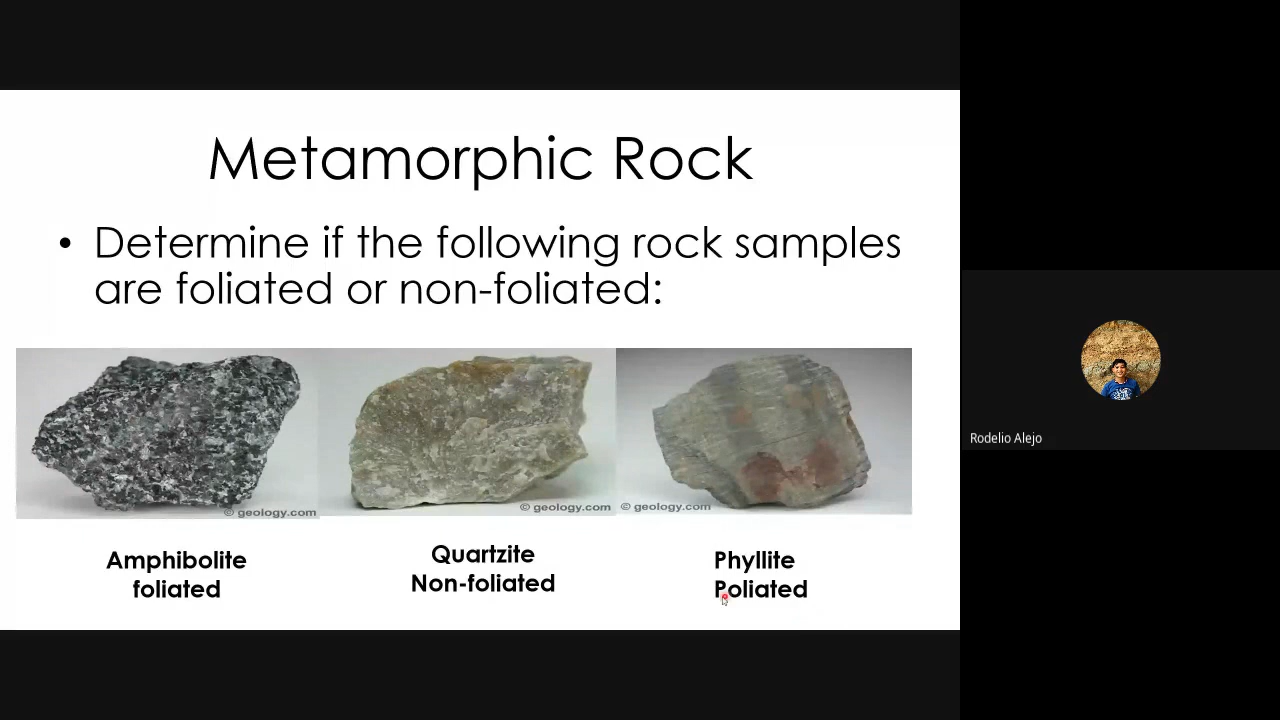 Metamorphic Rock
• Determine if the following rock samples
are foliated or non-foliated:
© geology.com
© geology.com
© geology.com
Amphibolite
foliated
Quartzite
Non-foliated
Phyllite
Poliated
Rodelio Alejo